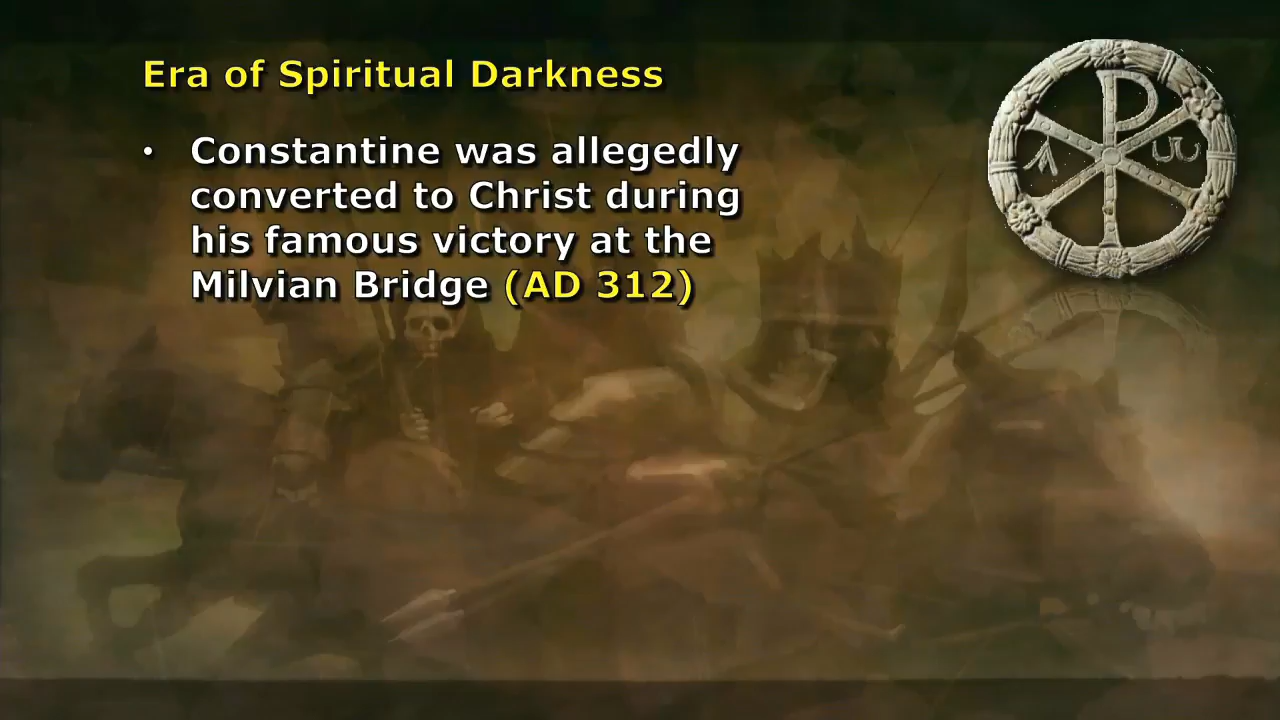 Era of Spiritual Darkness
• Constantine was allegedly
converted to Christ during
his famous victory at the
Milvian Bridge (AD 312)